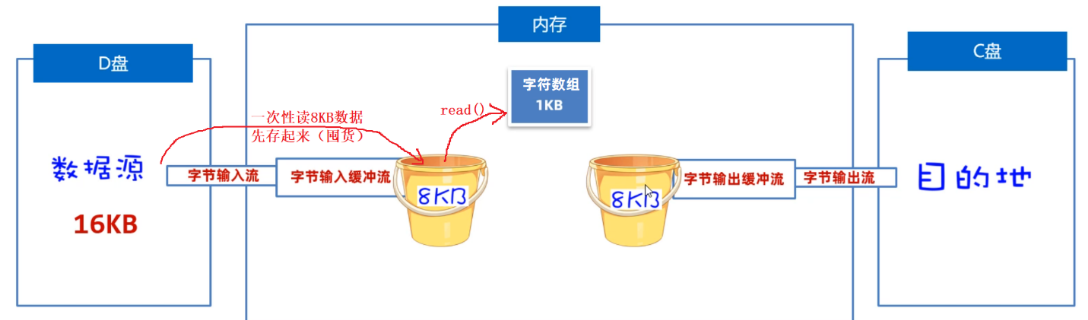 内存
D盘
C盘
字符数组
1KB
read()
一次性读8KB数据
先存起来（囤货）
数据源
字节输入流
字节输入缓冲流
8KB
8KB
字节输出缓冲流
字节输出流
目的地
16KB